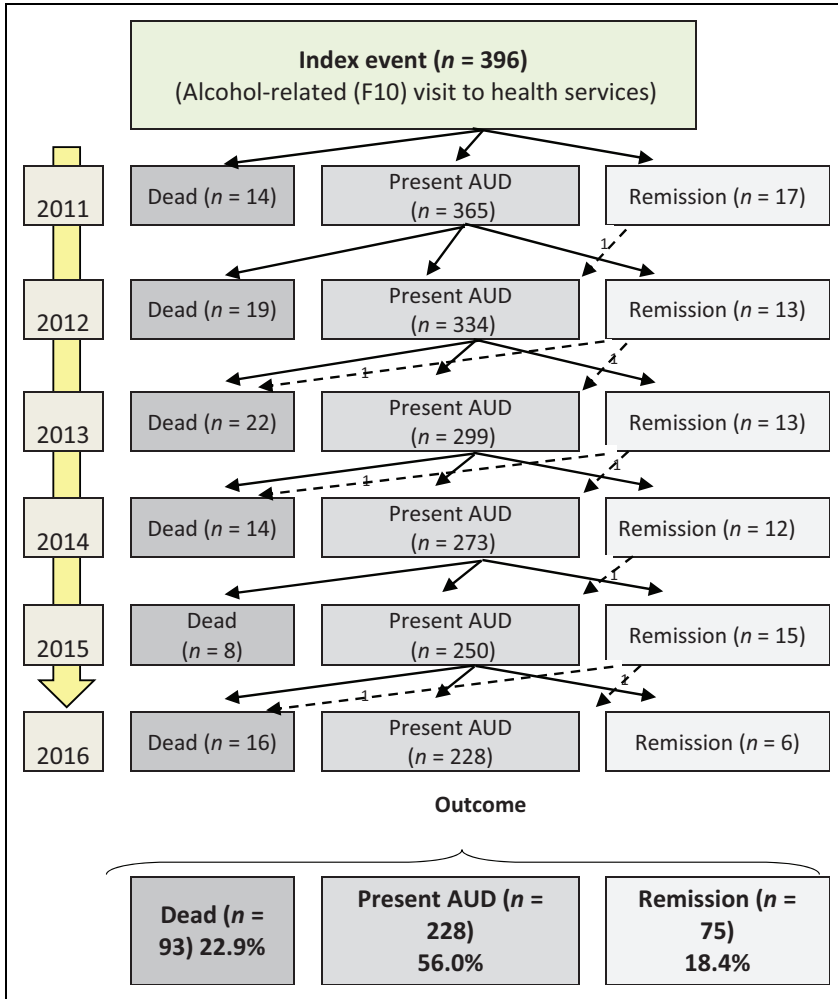 Index event (n = 396)
(Alcohol-related (F10) visit to health services)
2011
Dead (n = 14)
Present AUD
(n = 365)
Remission (n = 17)
1
2012
Dead (n = 19)
Present AUD
(n = 334)
Remission (n = 13)
1
1
2013
Dead (n = 22)
Present AUD
(n = 299)
Remission (n = 13)
1
1
2014
Dead (n = 14)
Present AUD
(n = 273)
Remission (n = 12)
1
2015
Dead
(n = 8)
Present AUD
(n = 250)
Remission (n = 15)
1
1
2016
Dead (n = 16)
Present AUD
(n = 228)
Remission (n = 6)
Outcome
Dead (n =
93) 22.9%
Present AUD (n =
228)
56.0%
Remission (n =
75)
18.4%